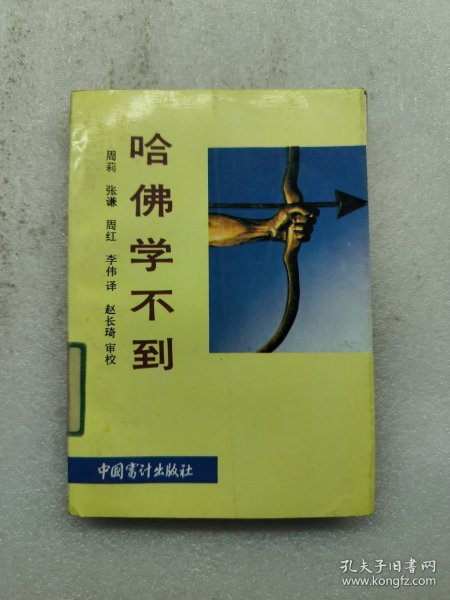 哈佛学不到
周莉 张谦 周红 李伟 译 赵长琦 审校
中国审计出版社
孔夫子旧书网
www.kongfz.com